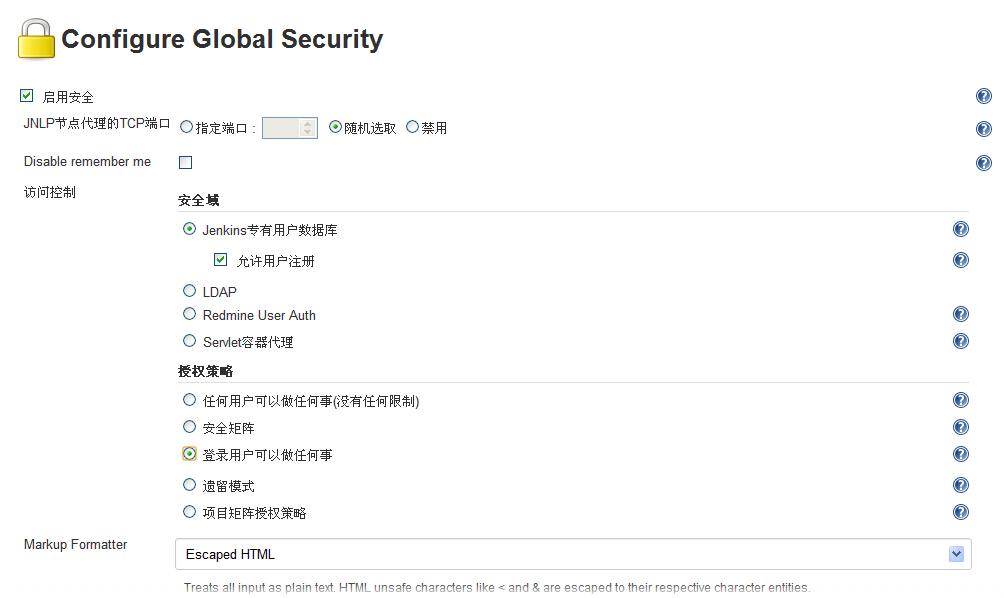 Configure Global Security
启用安全
JNLP节点代理的TCP端口 指定端口 : 随机选取 禁用
Disable remember me
访问控制
安全域
Jenkins专有用户数据库
允许用户注册
LDAP
Redmine User Auth
Servlet容器代理
授权策略
任何用户可以做任何事(没有任何限制)
安全矩阵
登录用户可以做任何事
遗留模式
项目矩阵授权策略
Markup Formatter
Escaped HTML
Treats all input as plain text. HTML unsafe characters like < and & are escaped to their respective character entities.